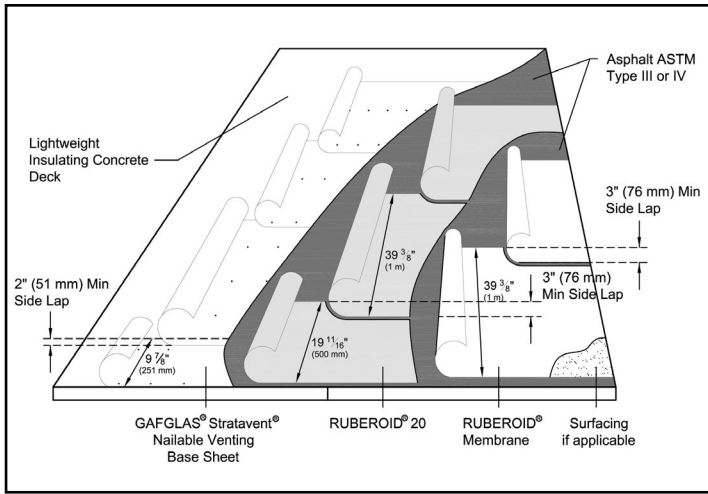 Asphalt ASTM
Type III or IV
Lightweight
Insulating Concrete
Deck
3" (76 mm) Min
Side Lap
39 3/8"
(1 m)
2" (51 mm) Min
Side Lap
39 3/8"
(1 m)
3" (76 mm)
Min Side Lap
19 11/16"
(500 mm)
9 7/8"
(251 mm)
GAFGLAS® Stratavent®
Nailable Venting
Base Sheet
RUBEROID® 20
RUBEROID®
Membrane
Surfacing
if applicable